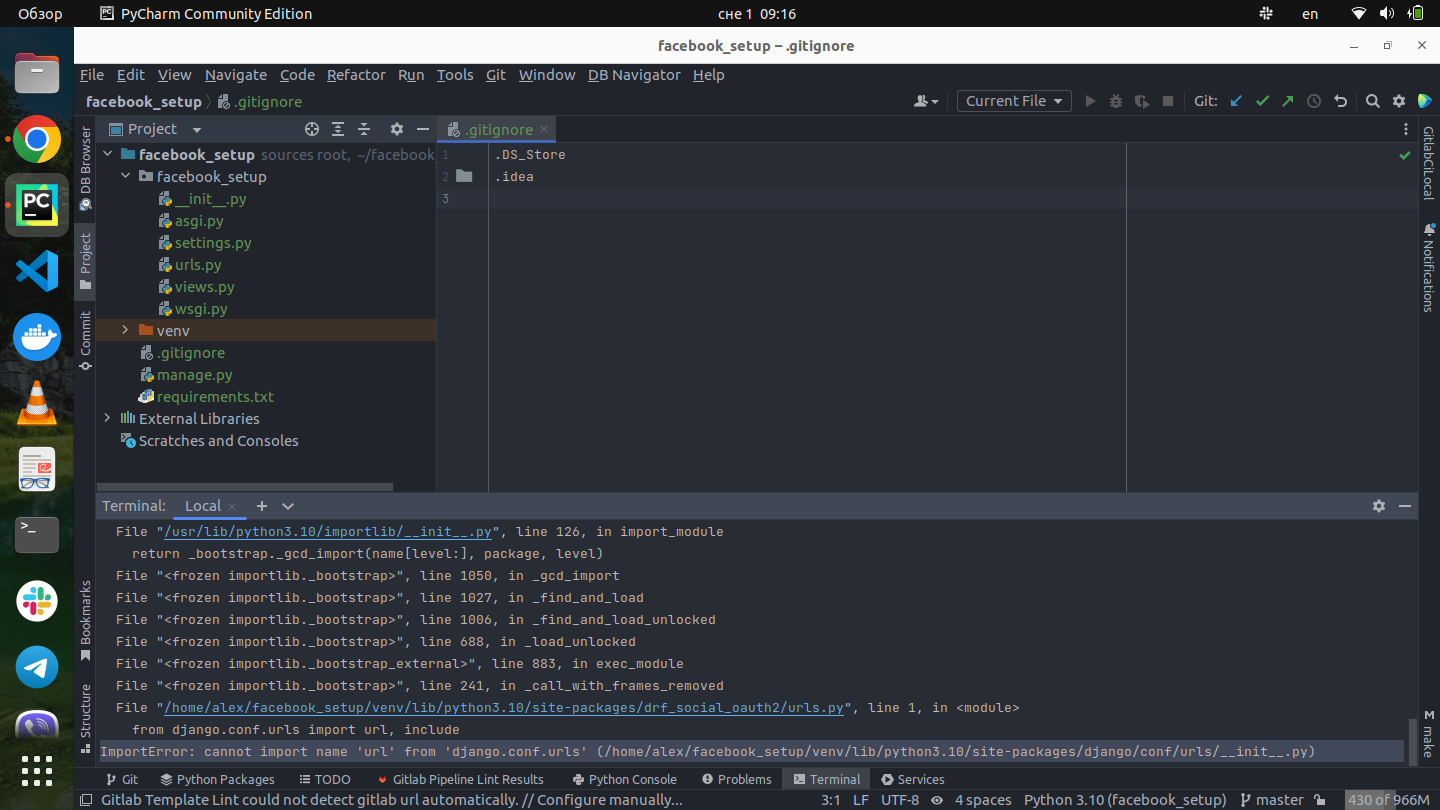 Обзор
PyCharm Community Edition
сне 1 09:16
en
facebook_setup – .gitignore
File Edit View Navigate Code Refactor Run Tools Git Window DB Navigator Help
facebook_setup .gitignore
Current File
Git:
Project
.gitignore
DB Browser
Project
Commit
Bookmarks
Structure
facebook_setup sources root, ~/facebook_
facebook_setup
__init__.py
asgi.py
settings.py
urls.py
views.py
wsgi.py
venv
.gitignore
manage.py
requirements.txt
External Libraries
Scratches and Consoles
1 .DS_Store
2 .idea
3
GitlabCiLocal
Notifications
make
Terminal: Local
File "/usr/lib/python3.10/importlib/__init__.py", line 126, in import_module
return _bootstrap._gcd_import(name[level:], package, level)
File "<frozen importlib._bootstrap>", line 1050, in _gcd_import
File "<frozen importlib._bootstrap>", line 1027, in _find_and_load
File "<frozen importlib._bootstrap>", line 1006, in _find_and_load_unlocked
File "<frozen importlib._bootstrap>", line 688, in _load_unlocked
File "<frozen importlib._bootstrap_external>", line 883, in exec_module
File "<frozen importlib._bootstrap>", line 241, in _call_with_frames_removed
File "/home/alex/facebook_setup/venv/lib/python3.10/site-packages/drf_social_oauth2/urls.py", line 1, in <module>
from django.conf.urls import url, include
ImportError: cannot import name 'url' from 'django.conf.urls' (/home/alex/facebook_setup/venv/lib/python3.10/site-packages/django/conf/urls/__init__.py)
Git Python Packages TODO Gitlab Pipeline Lint Results Python Console Problems Terminal Services
Gitlab Template Lint could not detect gitlab url automatically. // Configure manually... 3:1 LF UTF-8 4 spaces Python 3.10 (facebook_setup) master 430 of 966M